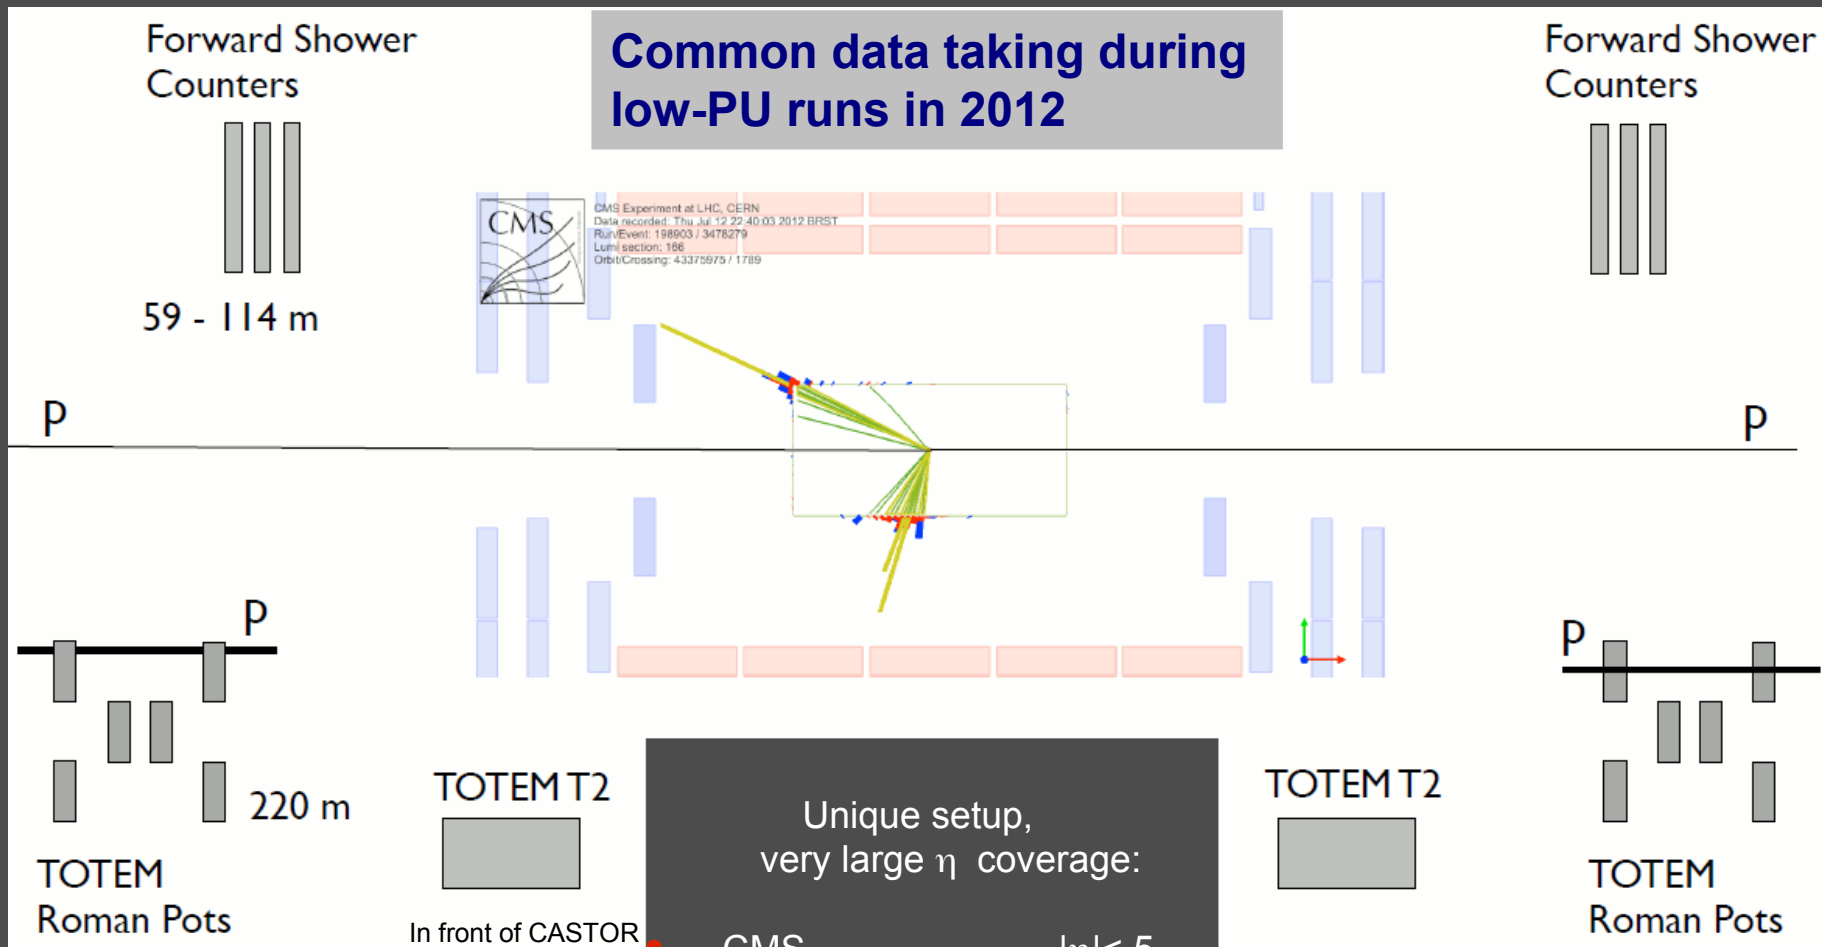 Forward Shower
Counters
59 - 114 m
Common data taking during
low-PU runs in 2012
Forward Shower
Counters
CMS
CMS Experiment at LHC, CERN
Data recorded: Thu Jul 12 22:40:03 2012 BRST
Run/Event: 198903 / 3478279
Lumi section: 166
Orbit/Crossing: 43375975 / 1789
p
p
p
220 m
TOTEM
Roman Pots
TOTEM T2
In front of CASTOR
Unique setup,
very large η coverage:
• CMS |η|< 5
TOTEM T2
p
TOTEM
Roman Pots